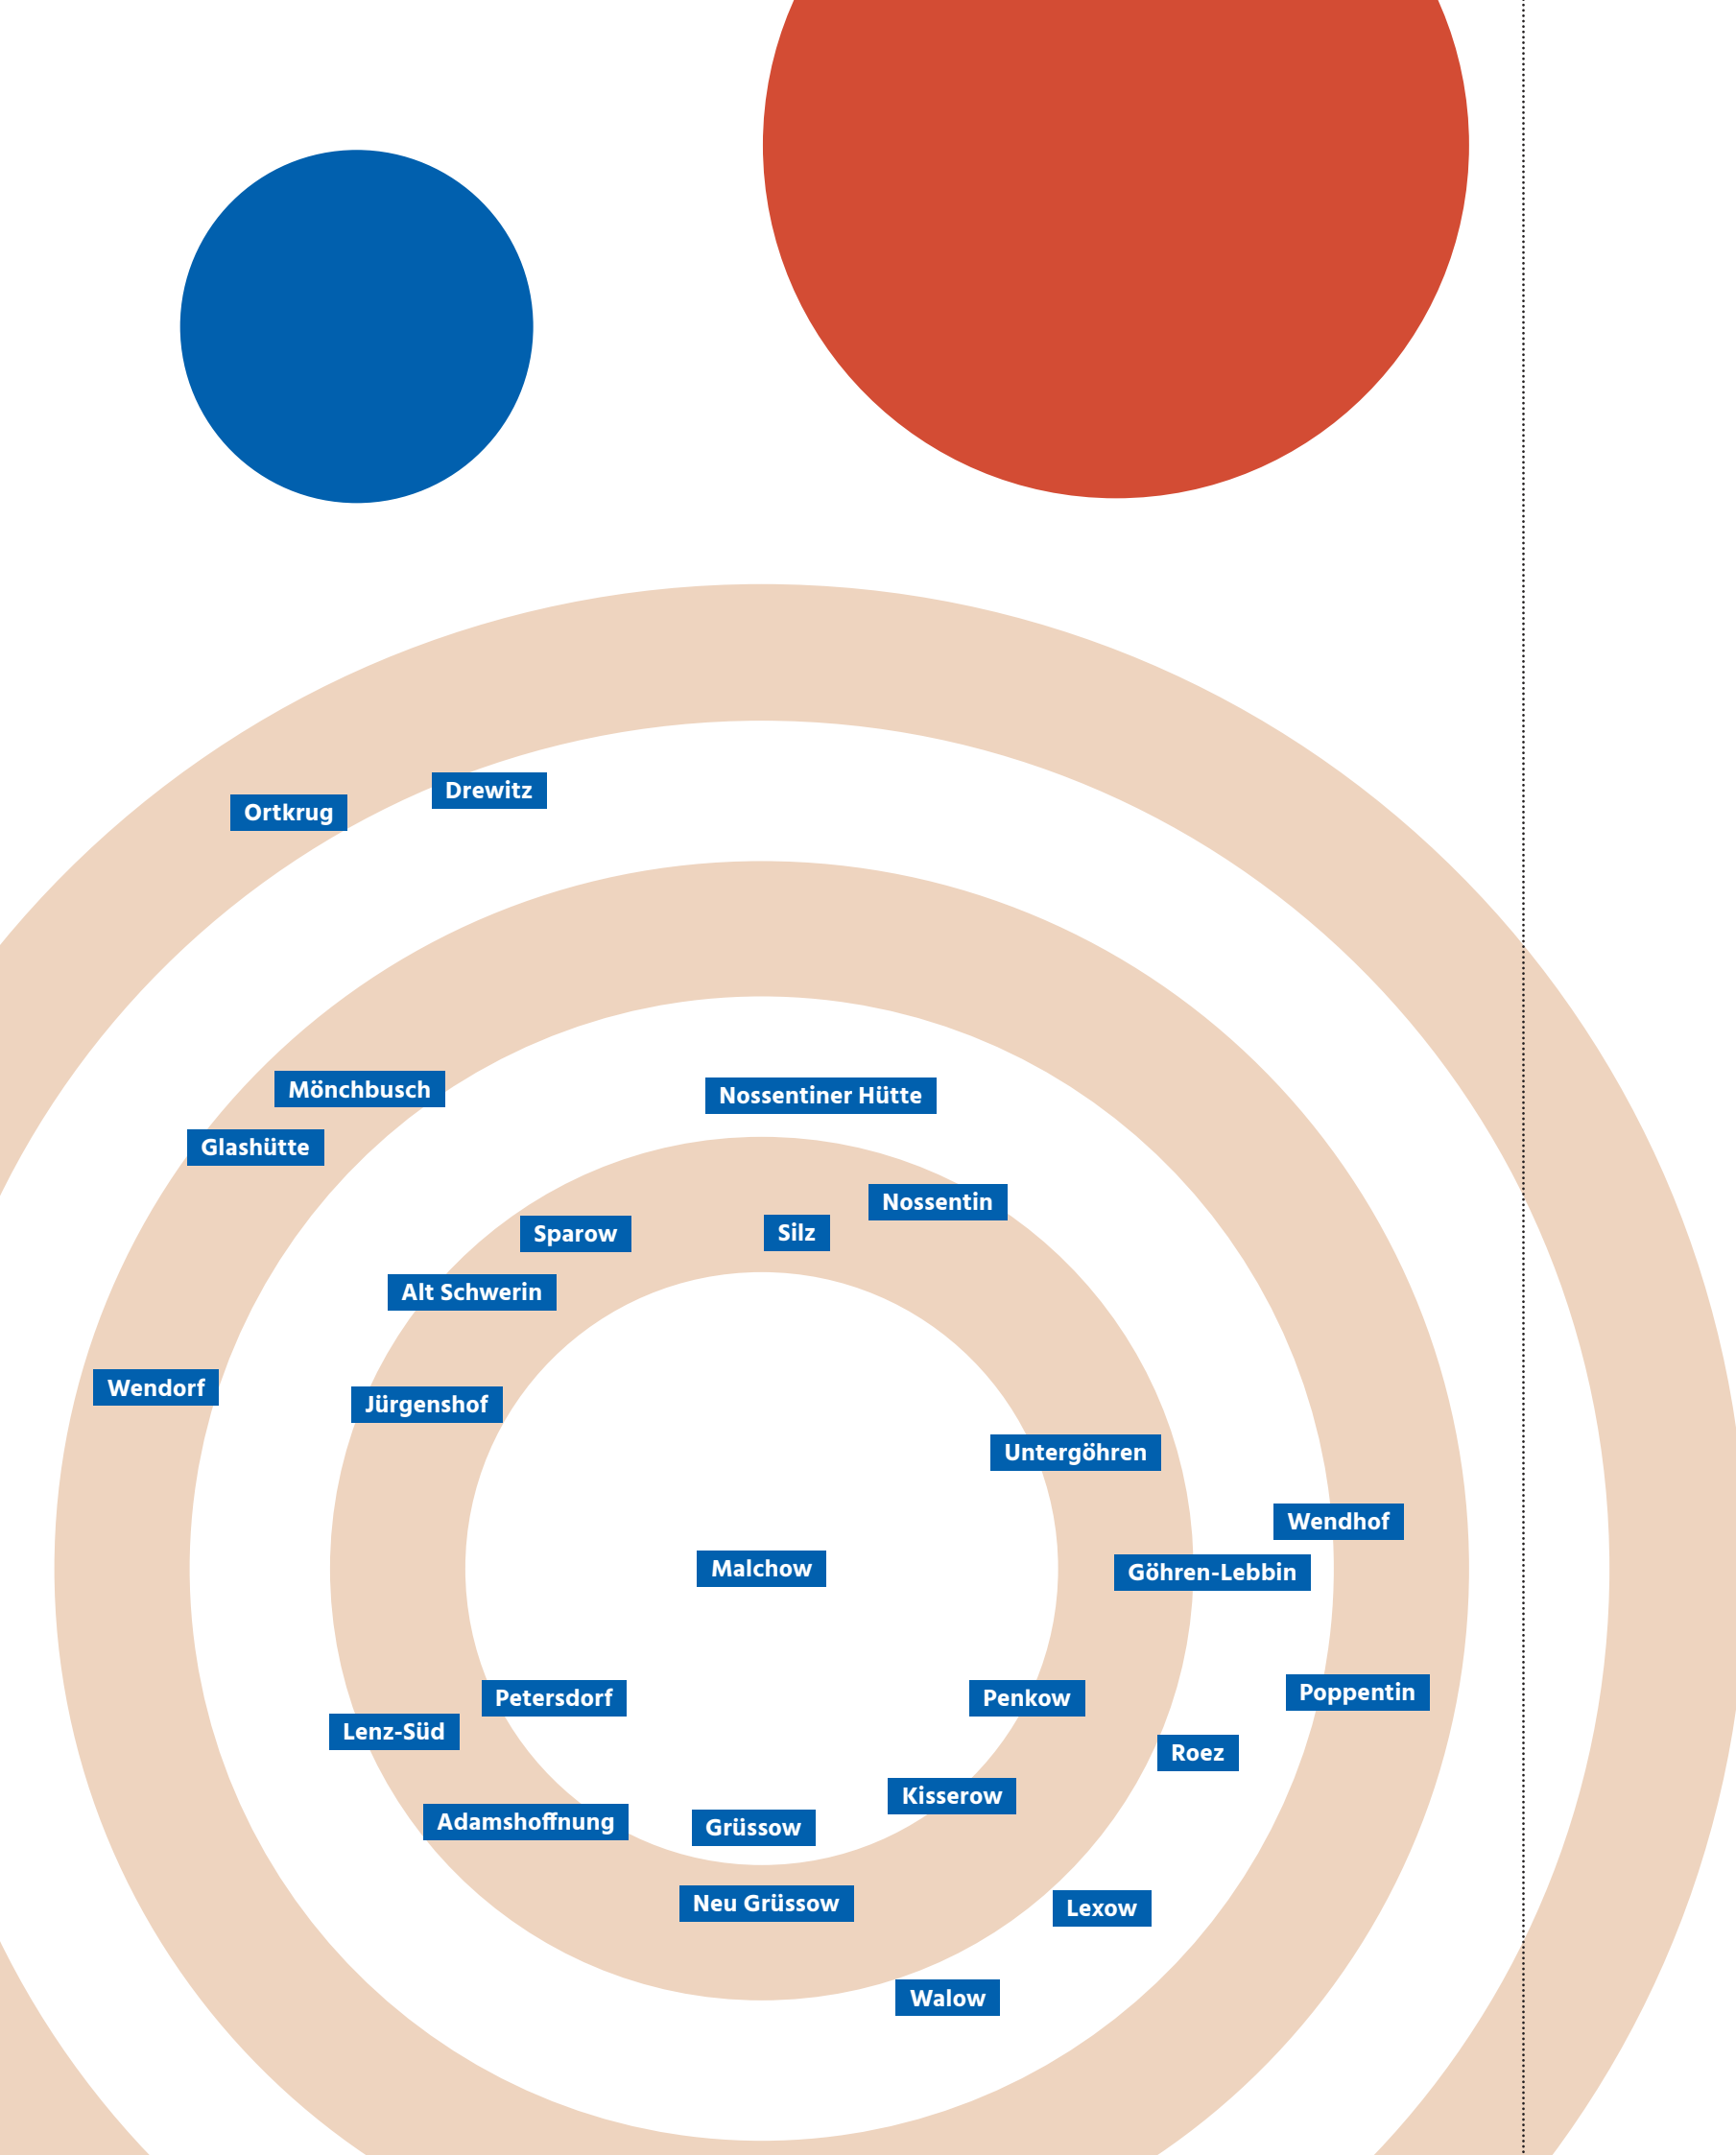 Drewitz
Ortkrug
Mönchbusch
Nossentiner Hütte
Glashütte
Nossentin
Sparow
Silz
Alt Schwerin
Wendorf
Jürgenshof
Untergöhren
Wendhof
Malchow
Göhren-Lebbin
Petersdorf
Penkow
Poppentin
Lenz-Süd
Roez
Kisserow
Adamshoffnung
Grüssow
Neu Grüssow
Lexow
Walow